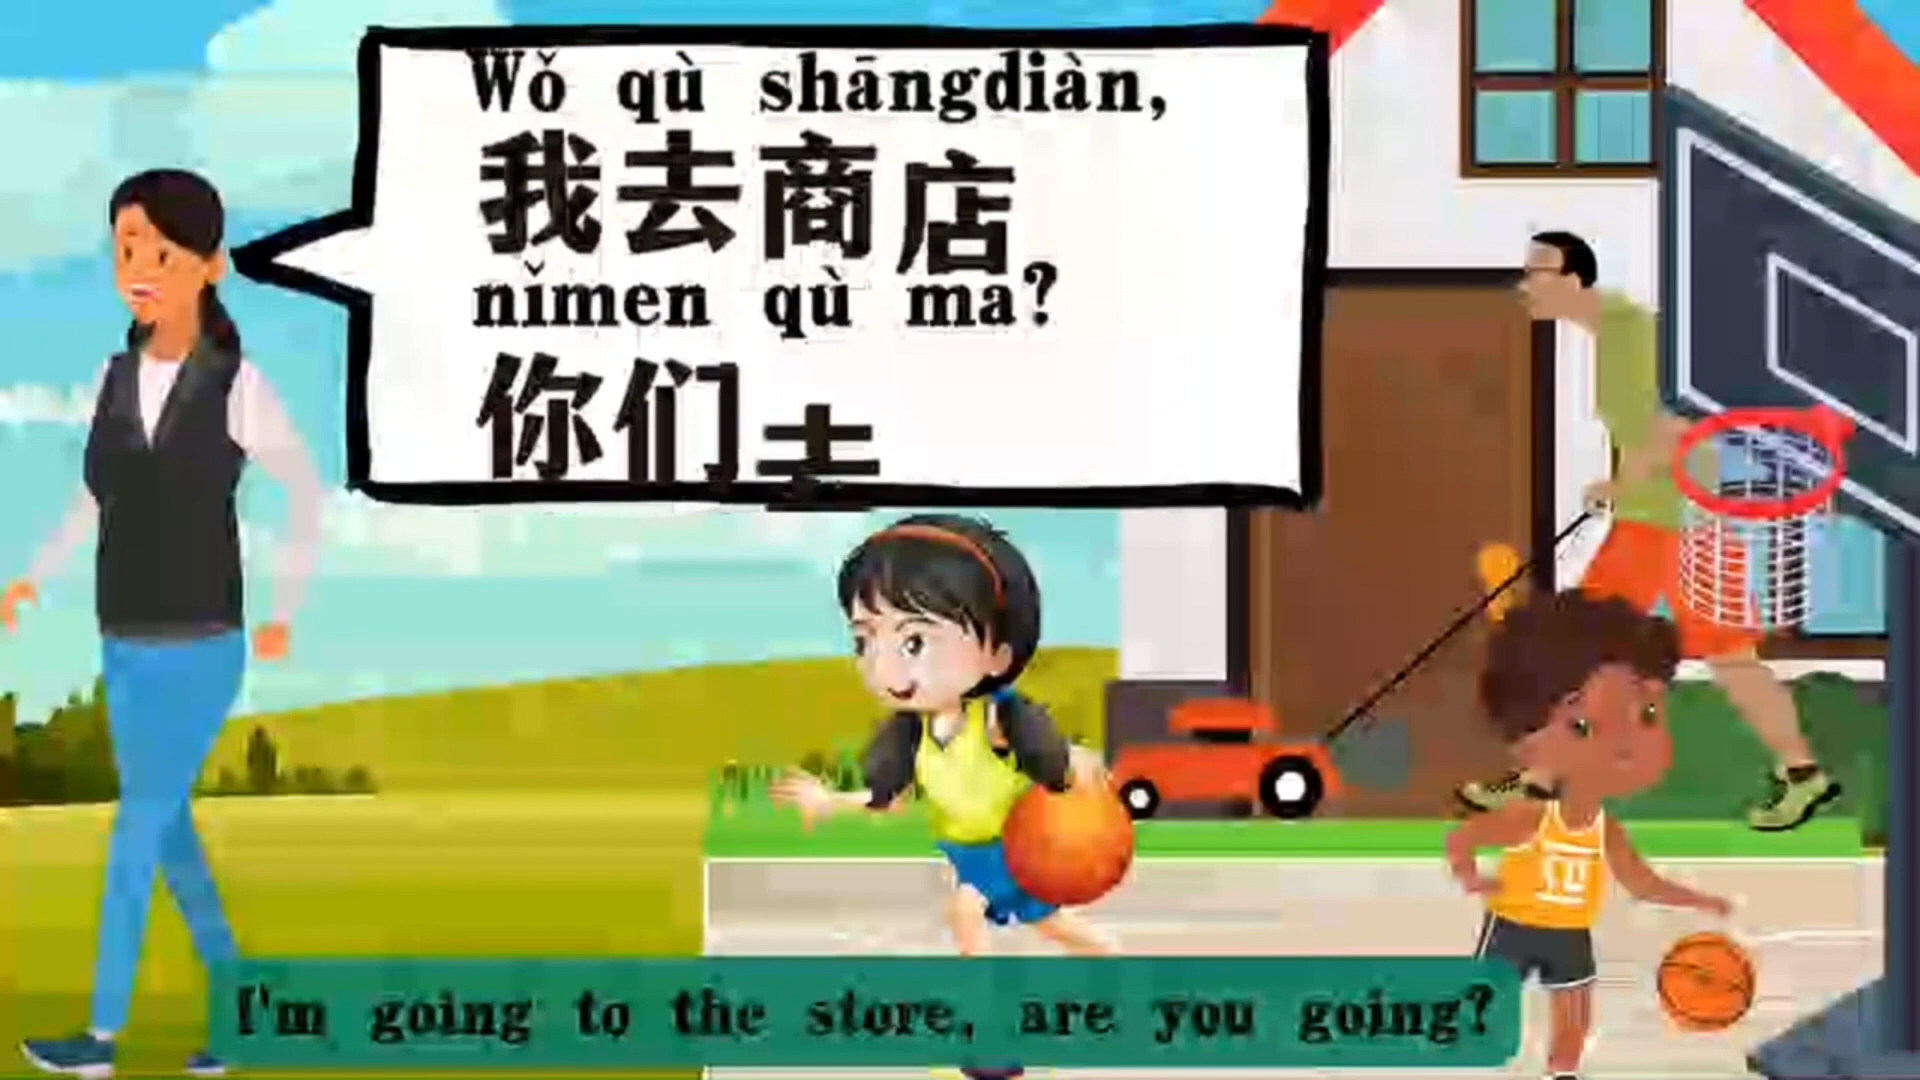 Wǒ qù shāngdiàn,
我去商店
nǐmen qù ma?
你们去
I'm going to the store, are you going?